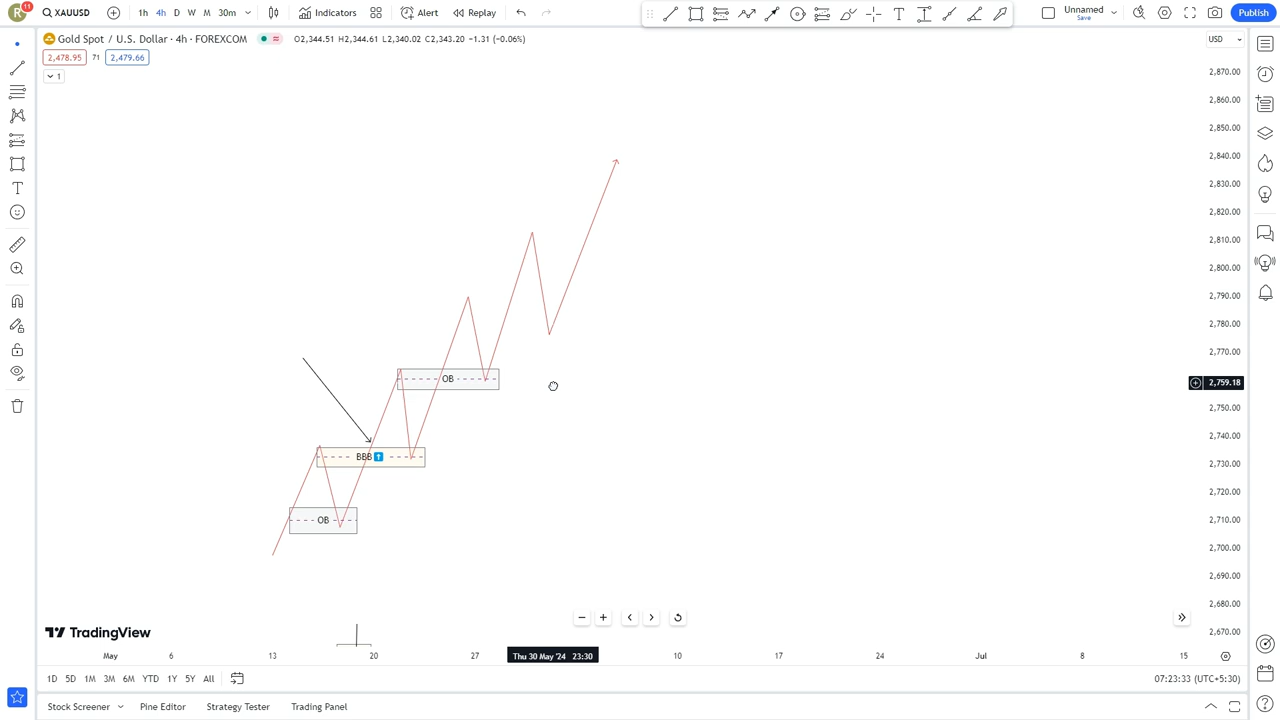 R 11 XAUUSD 1h 4h D W M 30m Indicators Alert Replay Unnamed Save Publish
Gold Spot / U.S. Dollar · 4h · FOREXCOM O2,344.51 H2,344.61 L2,340.02 C2,343.20 −1.31 (−0.06%) USD
2,478.95 71 2,479.66
1
2,870.00
2,860.00
2,850.00
2,840.00
2,830.00
2,820.00
2,810.00
2,800.00
2,790.00
2,780.00
2,770.00
OB
2,759.18
2,750.00
2,740.00
BBB
2,730.00
2,720.00
OB
2,710.00
2,700.00
2,690.00
2,680.00
2,670.00
TradingView
May 6 13 20 27 Thu 30 May '24 23:30 10 17 24 Jul 8 15
1D 5D 1M 3M 6M YTD 1Y 5Y All 07:23:33 (UTC+5:30)
Stock Screener Pine Editor Strategy Tester Trading Panel